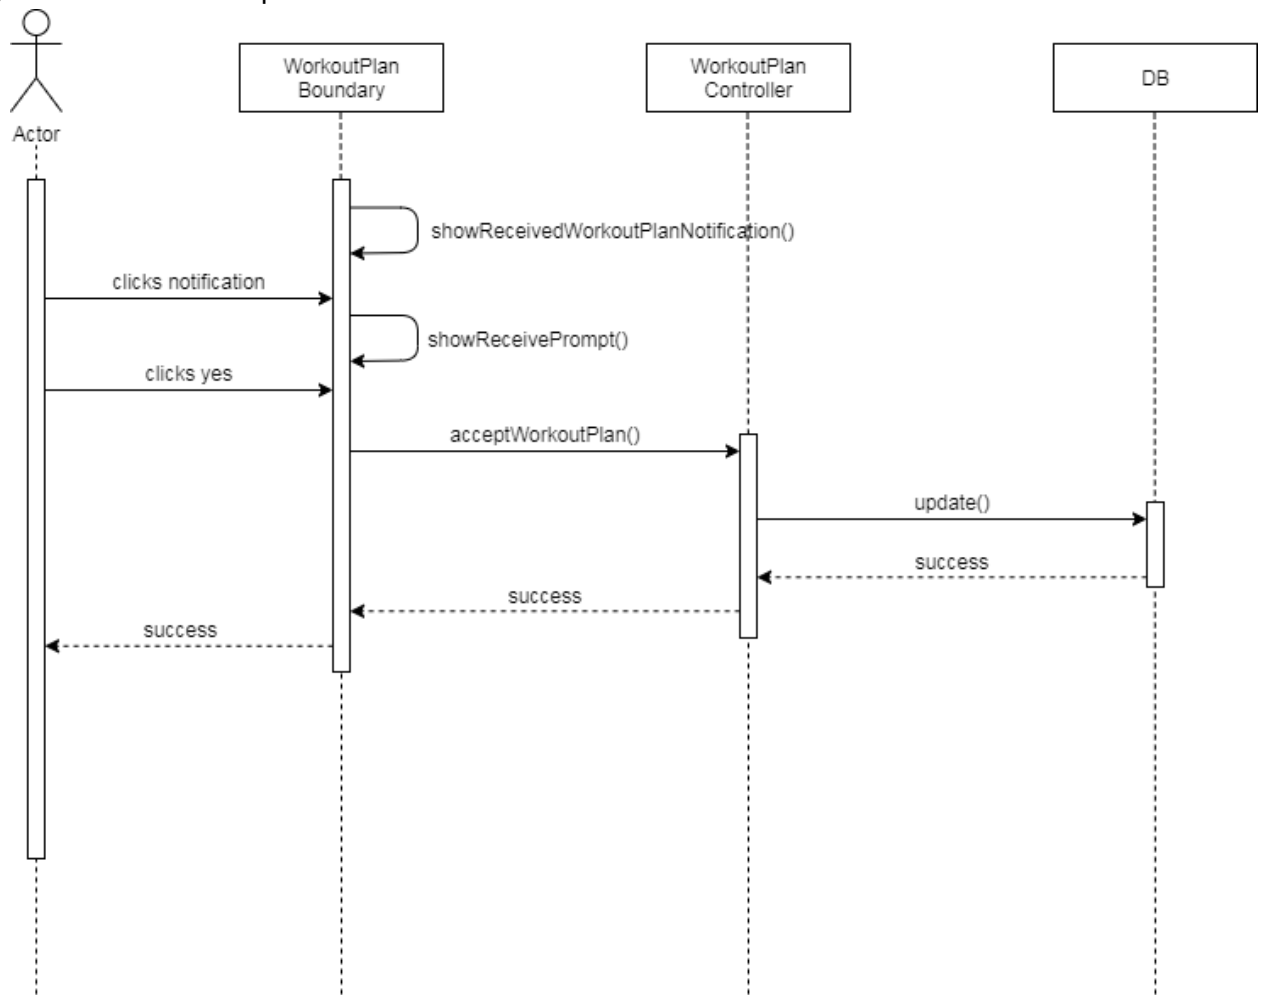 WorkoutPlan
Boundary
WorkoutPlan
Controller
DB
Actor
showReceivedWorkoutPlanNotification()
clicks notification
showReceivePrompt()
clicks yes
acceptWorkoutPlan()
update()
success
success
success